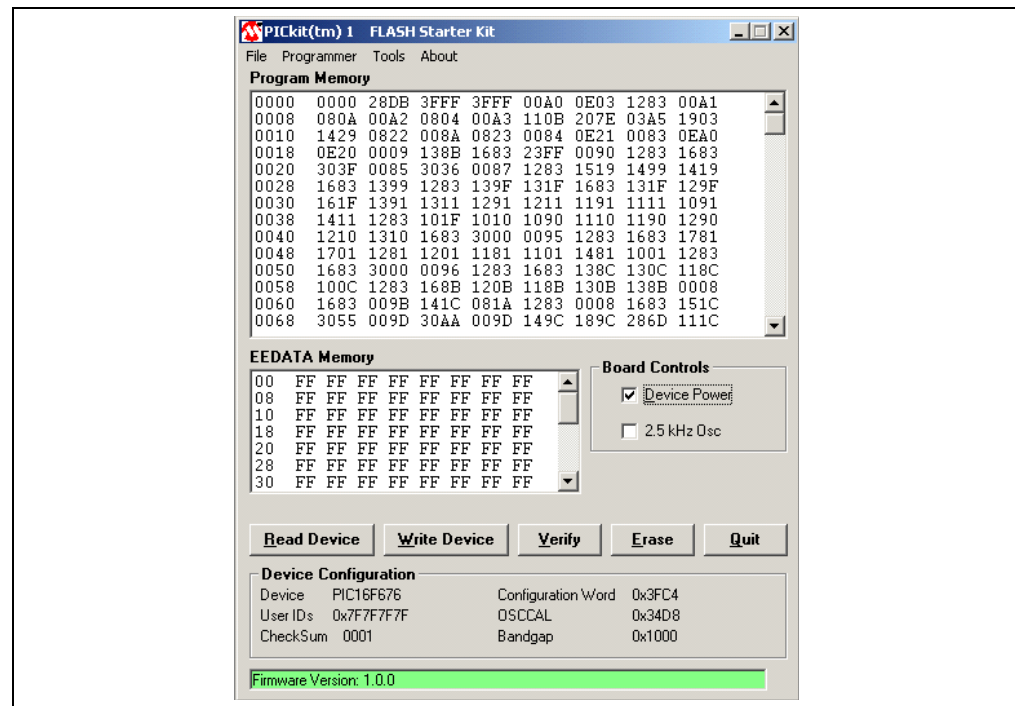 PICkit(tm) 1 FLASH Starter Kit
File Programmer Tools About
Program Memory
0000 0000 28DB 3FFF 3FFF 00A0 0E03 1283 00A1
0008 080A 00A2 0804 00A3 110B 207E 03A5 1903
0010 1429 0822 008A 0823 0084 0E21 0083 0EA0
0018 0E20 0009 138B 1683 23FF 0090 1283 1683
0020 303F 0085 3036 0087 1283 1519 1499 1419
0028 1683 1399 1283 139F 131F 1683 131F 129F
0030 161F 1391 1311 1291 1211 1191 1111 1091
0038 1411 1283 101F 1010 1090 1110 1190 1290
0040 1210 1310 1683 3000 0095 1283 1683 1781
0048 1701 1281 1201 1181 1101 1481 1001 1283
0050 1683 3000 0096 1283 1683 138C 130C 118C
0058 100C 1283 168B 120B 118B 130B 138B 0008
0060 1683 009B 141C 081A 1283 0008 1683 151C
0068 3055 009D 30AA 009D 149C 189C 286D 111C
EEDATA Memory
00 FF FF FF FF FF FF FF FF
08 FF FF FF FF FF FF FF FF
10 FF FF FF FF FF FF FF FF
18 FF FF FF FF FF FF FF FF
20 FF FF FF FF FF FF FF FF
28 FF FF FF FF FF FF FF FF
30 FF FF FF FF FF FF FF FF
Board Controls
Device Power
2.5 kHz Osc
Read Device Write Device Verify Erase Quit
Device Configuration
Device PIC16F676 Configuration Word 0x3FC4
User IDs 0x7F7F7F7F OSCCAL 0x34D8
CheckSum 0001 Bandgap 0x1000
Firmware Version: 1.0.0